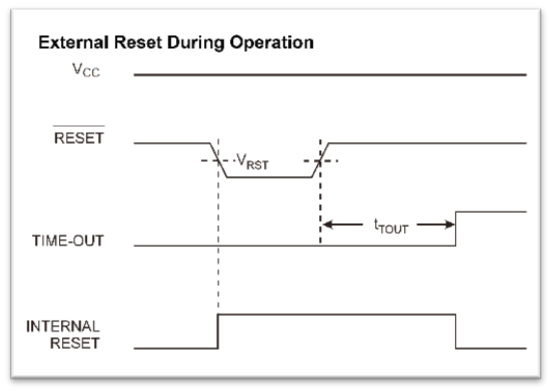 External Reset During Operation
VCC
RESET
VRST
tTOUT
TIME-OUT
INTERNAL
RESET